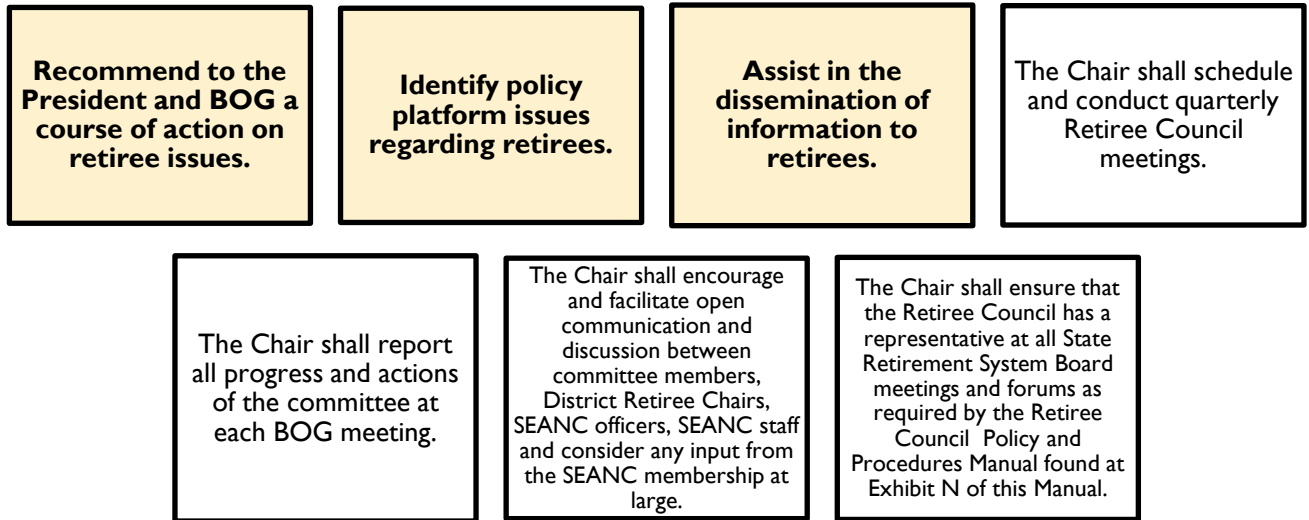 Recommend to the
President and BOG a
course of action on
retiree issues.
Identify policy
platform issues
regarding retirees.
Assist in the
dissemination of
information to
retirees.
The Chair shall schedule
and conduct quarterly
Retiree Council
meetings.
The Chair shall report
all progress and actions
of the committee at
each BOG meeting.
The Chair shall encourage
and facilitate open
communication and
discussion between
committee members,
District Retiree Chairs,
SEANC officers, SEANC staff
and consider any input from
the SEANC membership at
large.
The Chair shall ensure that
the Retiree Council has a
representative at all State
Retirement System Board
meetings and forums as
required by the Retiree
Council Policy and
Procedures Manual found at
Exhibit N of this Manual.